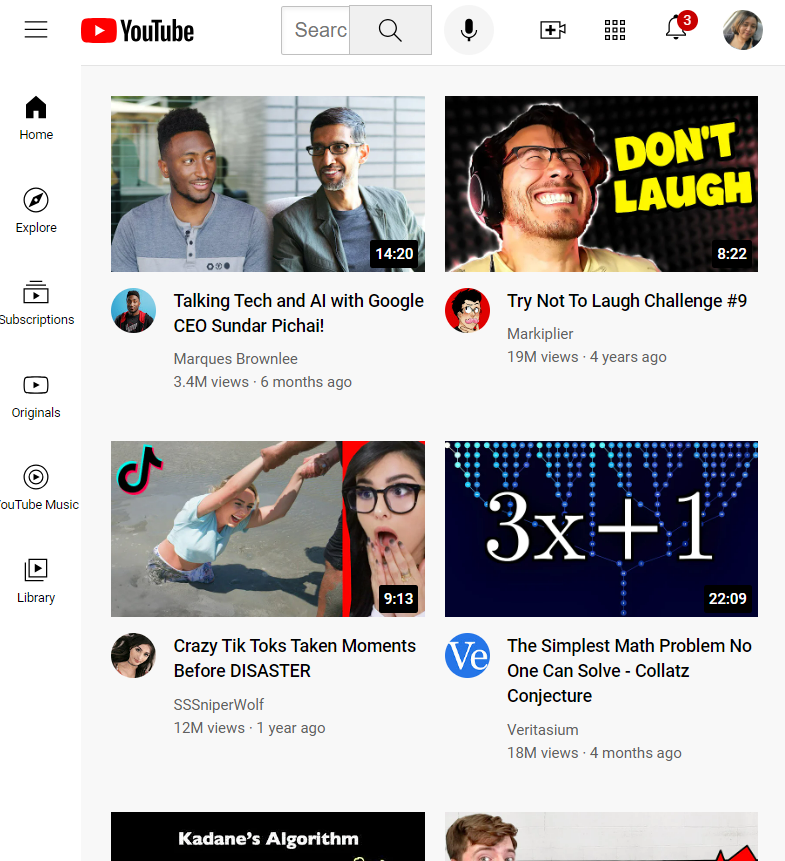 YouTube
Searc
3
Home
Explore
Subscriptions
Originals
YouTube Music
Library
14:20
Talking Tech and AI with Google
CEO Sundar Pichai!
Marques Brownlee
3.4M views · 6 months ago
DON'T
LAUGH
8:22
Try Not To Laugh Challenge #9
Markiplier
19M views · 4 years ago
9:13
Crazy Tik Toks Taken Moments
Before DISASTER
SSSniperWolf
12M views · 1 year ago
3x+1
22:09
Ve
The Simplest Math Problem No
One Can Solve - Collatz
Conjecture
Veritasium
18M views · 4 months ago
Kadane's Algorithm